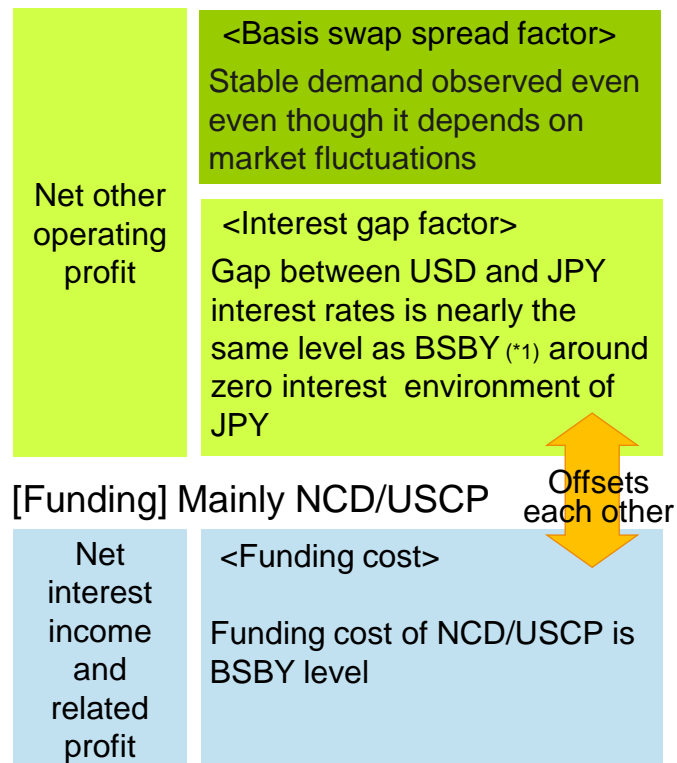 Net other
operating
profit
<Basis swap spread factor>
Stable demand observed even
even though it depends on
market fluctuations
<Interest gap factor>
Gap between USD and JPY
interest rates is nearly the
same level as BSBY (*1) around
zero interest environment of
JPY
Offsets
each other
[Funding] Mainly NCD/USCP
Net
interest
income
and
related
profit
<Funding cost>
Funding cost of NCD/USCP is
BSBY level